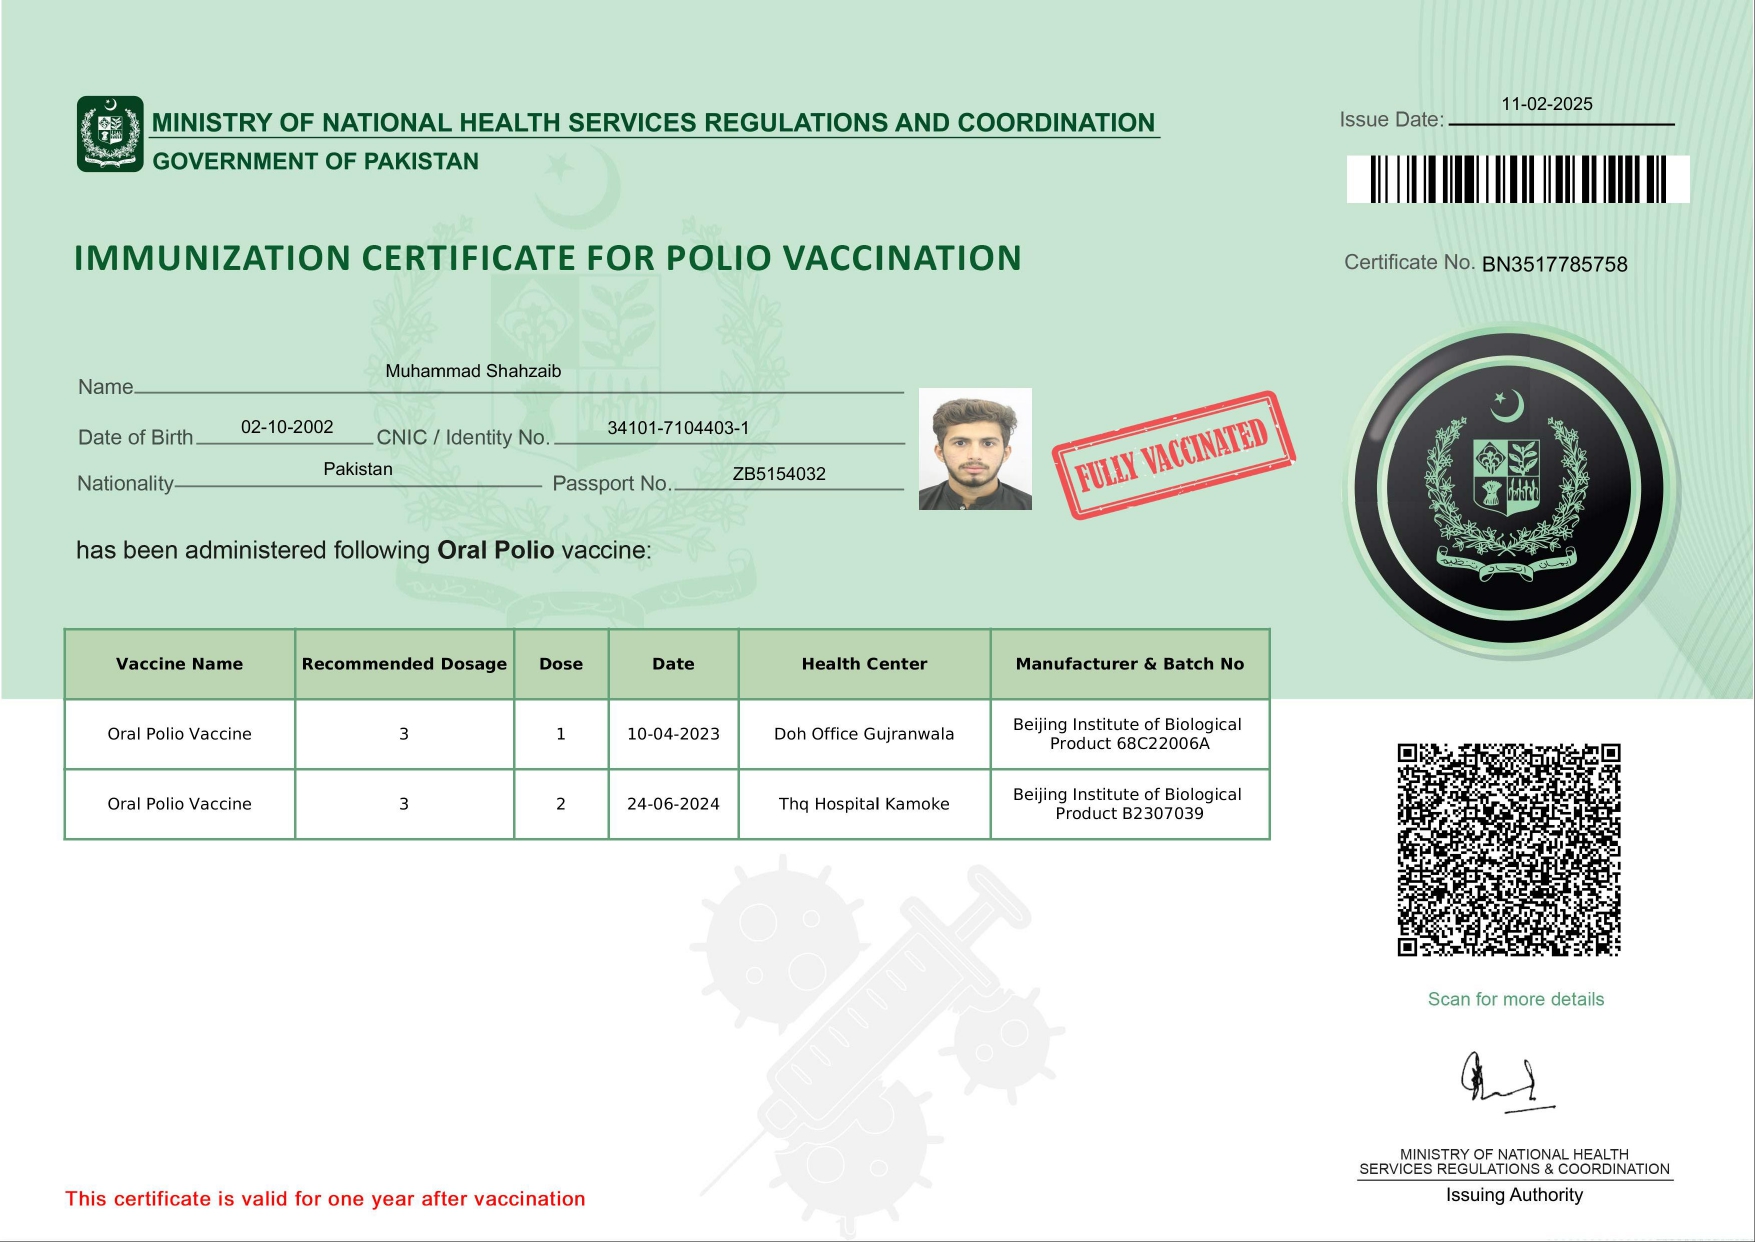 MINISTRY OF NATIONAL HEALTH SERVICES REGULATIONS AND COORDINATION
GOVERNMENT OF PAKISTAN
Issue Date: 11-02-2025
IMMUNIZATION CERTIFICATE FOR POLIO VACCINATION
Certificate No. BN3517785758
Name Muhammad Shahzaib
Date of Birth 02-10-2002 CNIC / Identity No. 34101-7104403-1
Nationality Pakistan Passport No. ZB5154032
FULLY VACCINATED
ایمان اتحاد تنظیم
has been administered following Oral Polio vaccine:
Vaccine Name Recommended Dosage Dose Date Health Center Manufacturer & Batch No
Oral Polio Vaccine 3 1 10-04-2023 Doh Office Gujranwala Beijing Institute of Biological
Product 68C22006A
Oral Polio Vaccine 3 2 24-06-2024 Thq Hospital Kamoke Beijing Institute of Biological
Product B2307039
Scan for more details
MINISTRY OF NATIONAL HEALTH
SERVICES REGULATIONS & COORDINATION
Issuing Authority
This certificate is valid for one year after vaccination